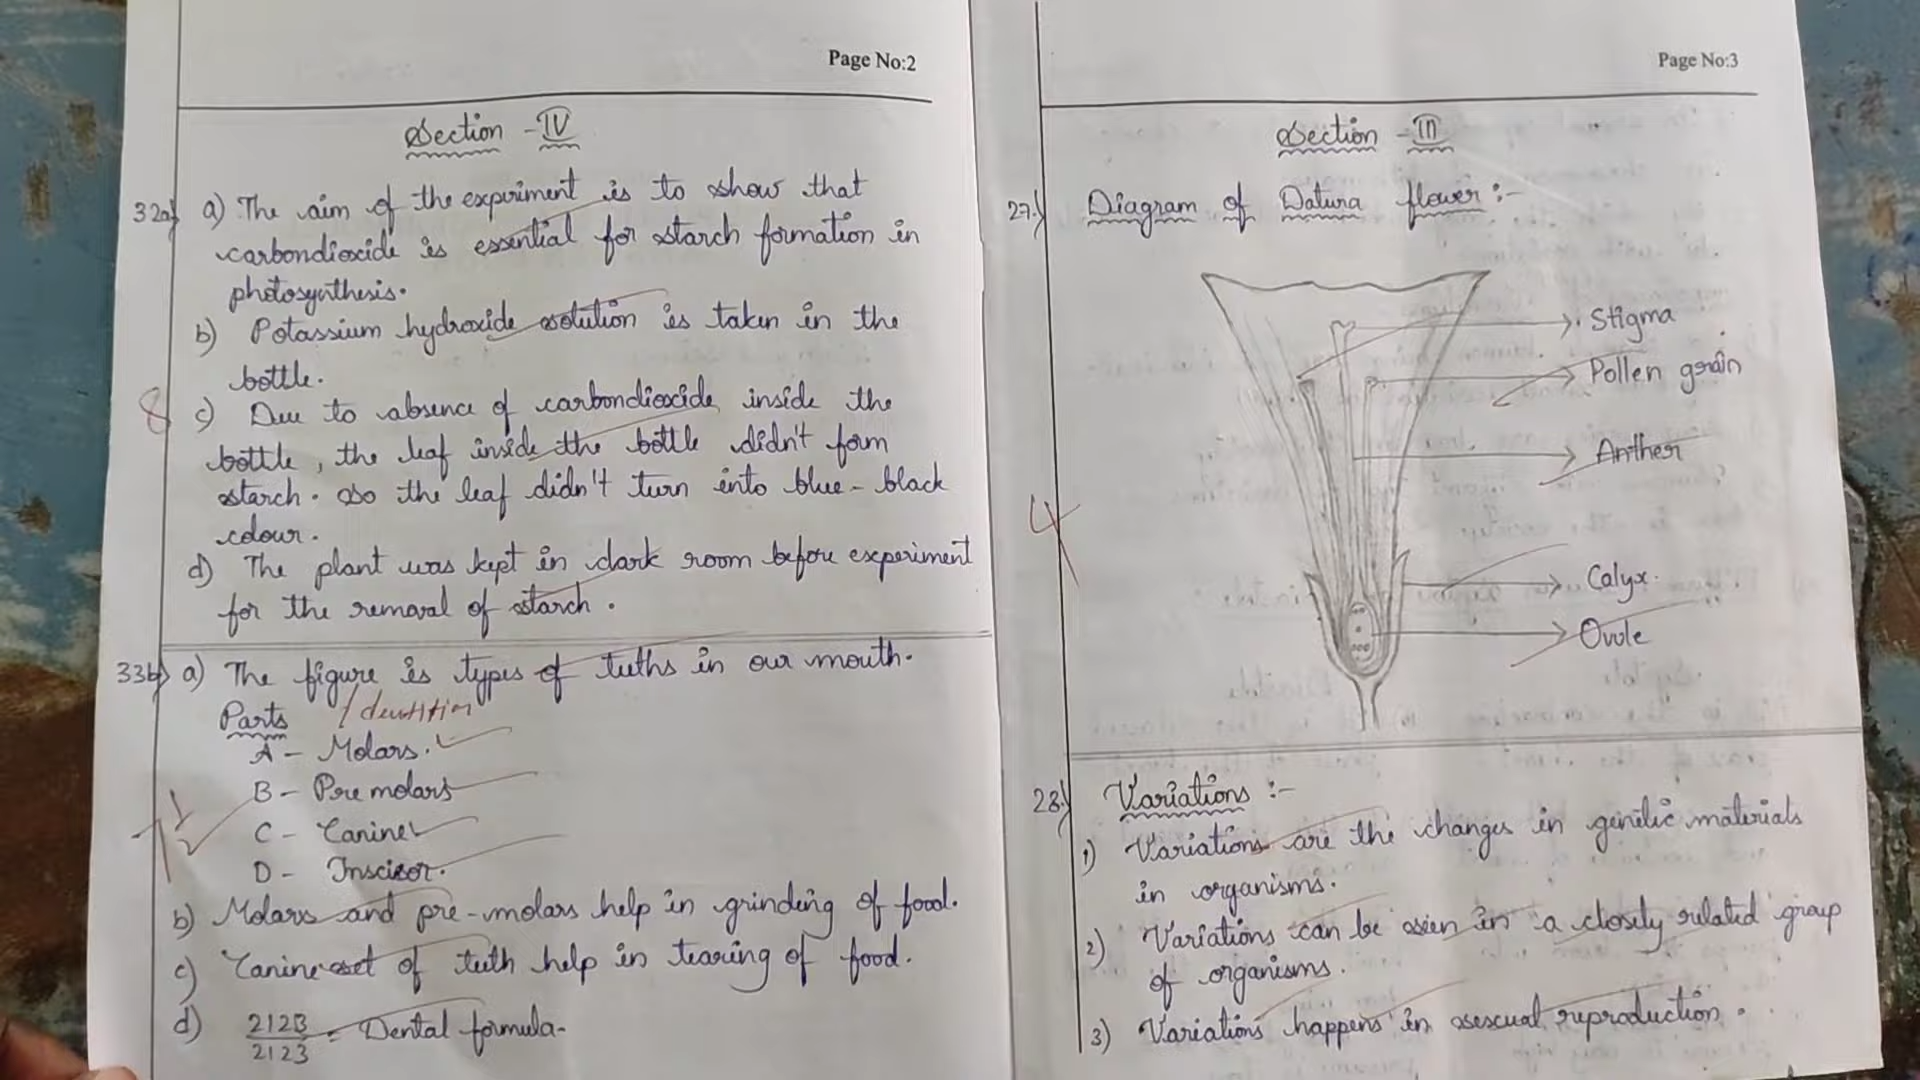 Page No:2
Section - IV
32a) a) The aim of the experiment is to show that
carbondioxide is essential for starch formation in
photosynthesis.
b) Potassium hydroxide solution is taken in the
bottle.
8
c) Due to absence of carbondioxide inside the
bottle, the leaf inside the bottle didn't form
starch. so the leaf didn't turn into blue-black
colour.
d) The plant was kept in dark room before experiment
for the removal of starch.
33b) a) The figure is types of teeths in our mouth.
Parts / dentition
A - Molars.
B - Pre molars
C - Canine
D - Inscisor.
b) Molars and pre-molars help in grinding of food.
c) Canine set of teeth help in tearing of food.
d) 2123
2123 = Dental formula-
Page No:3
Section - III
27.) Diagram of Datura flower:-
Stigma
Pollen grain
Anther
4
Calyx.
Ovule
28.) Variations :-
1) Variations are the changes in genetic materials
in organisms.
2) Variations can be seen in a closely related group
of organisms.
3) Variations happens in sexual reproduction.